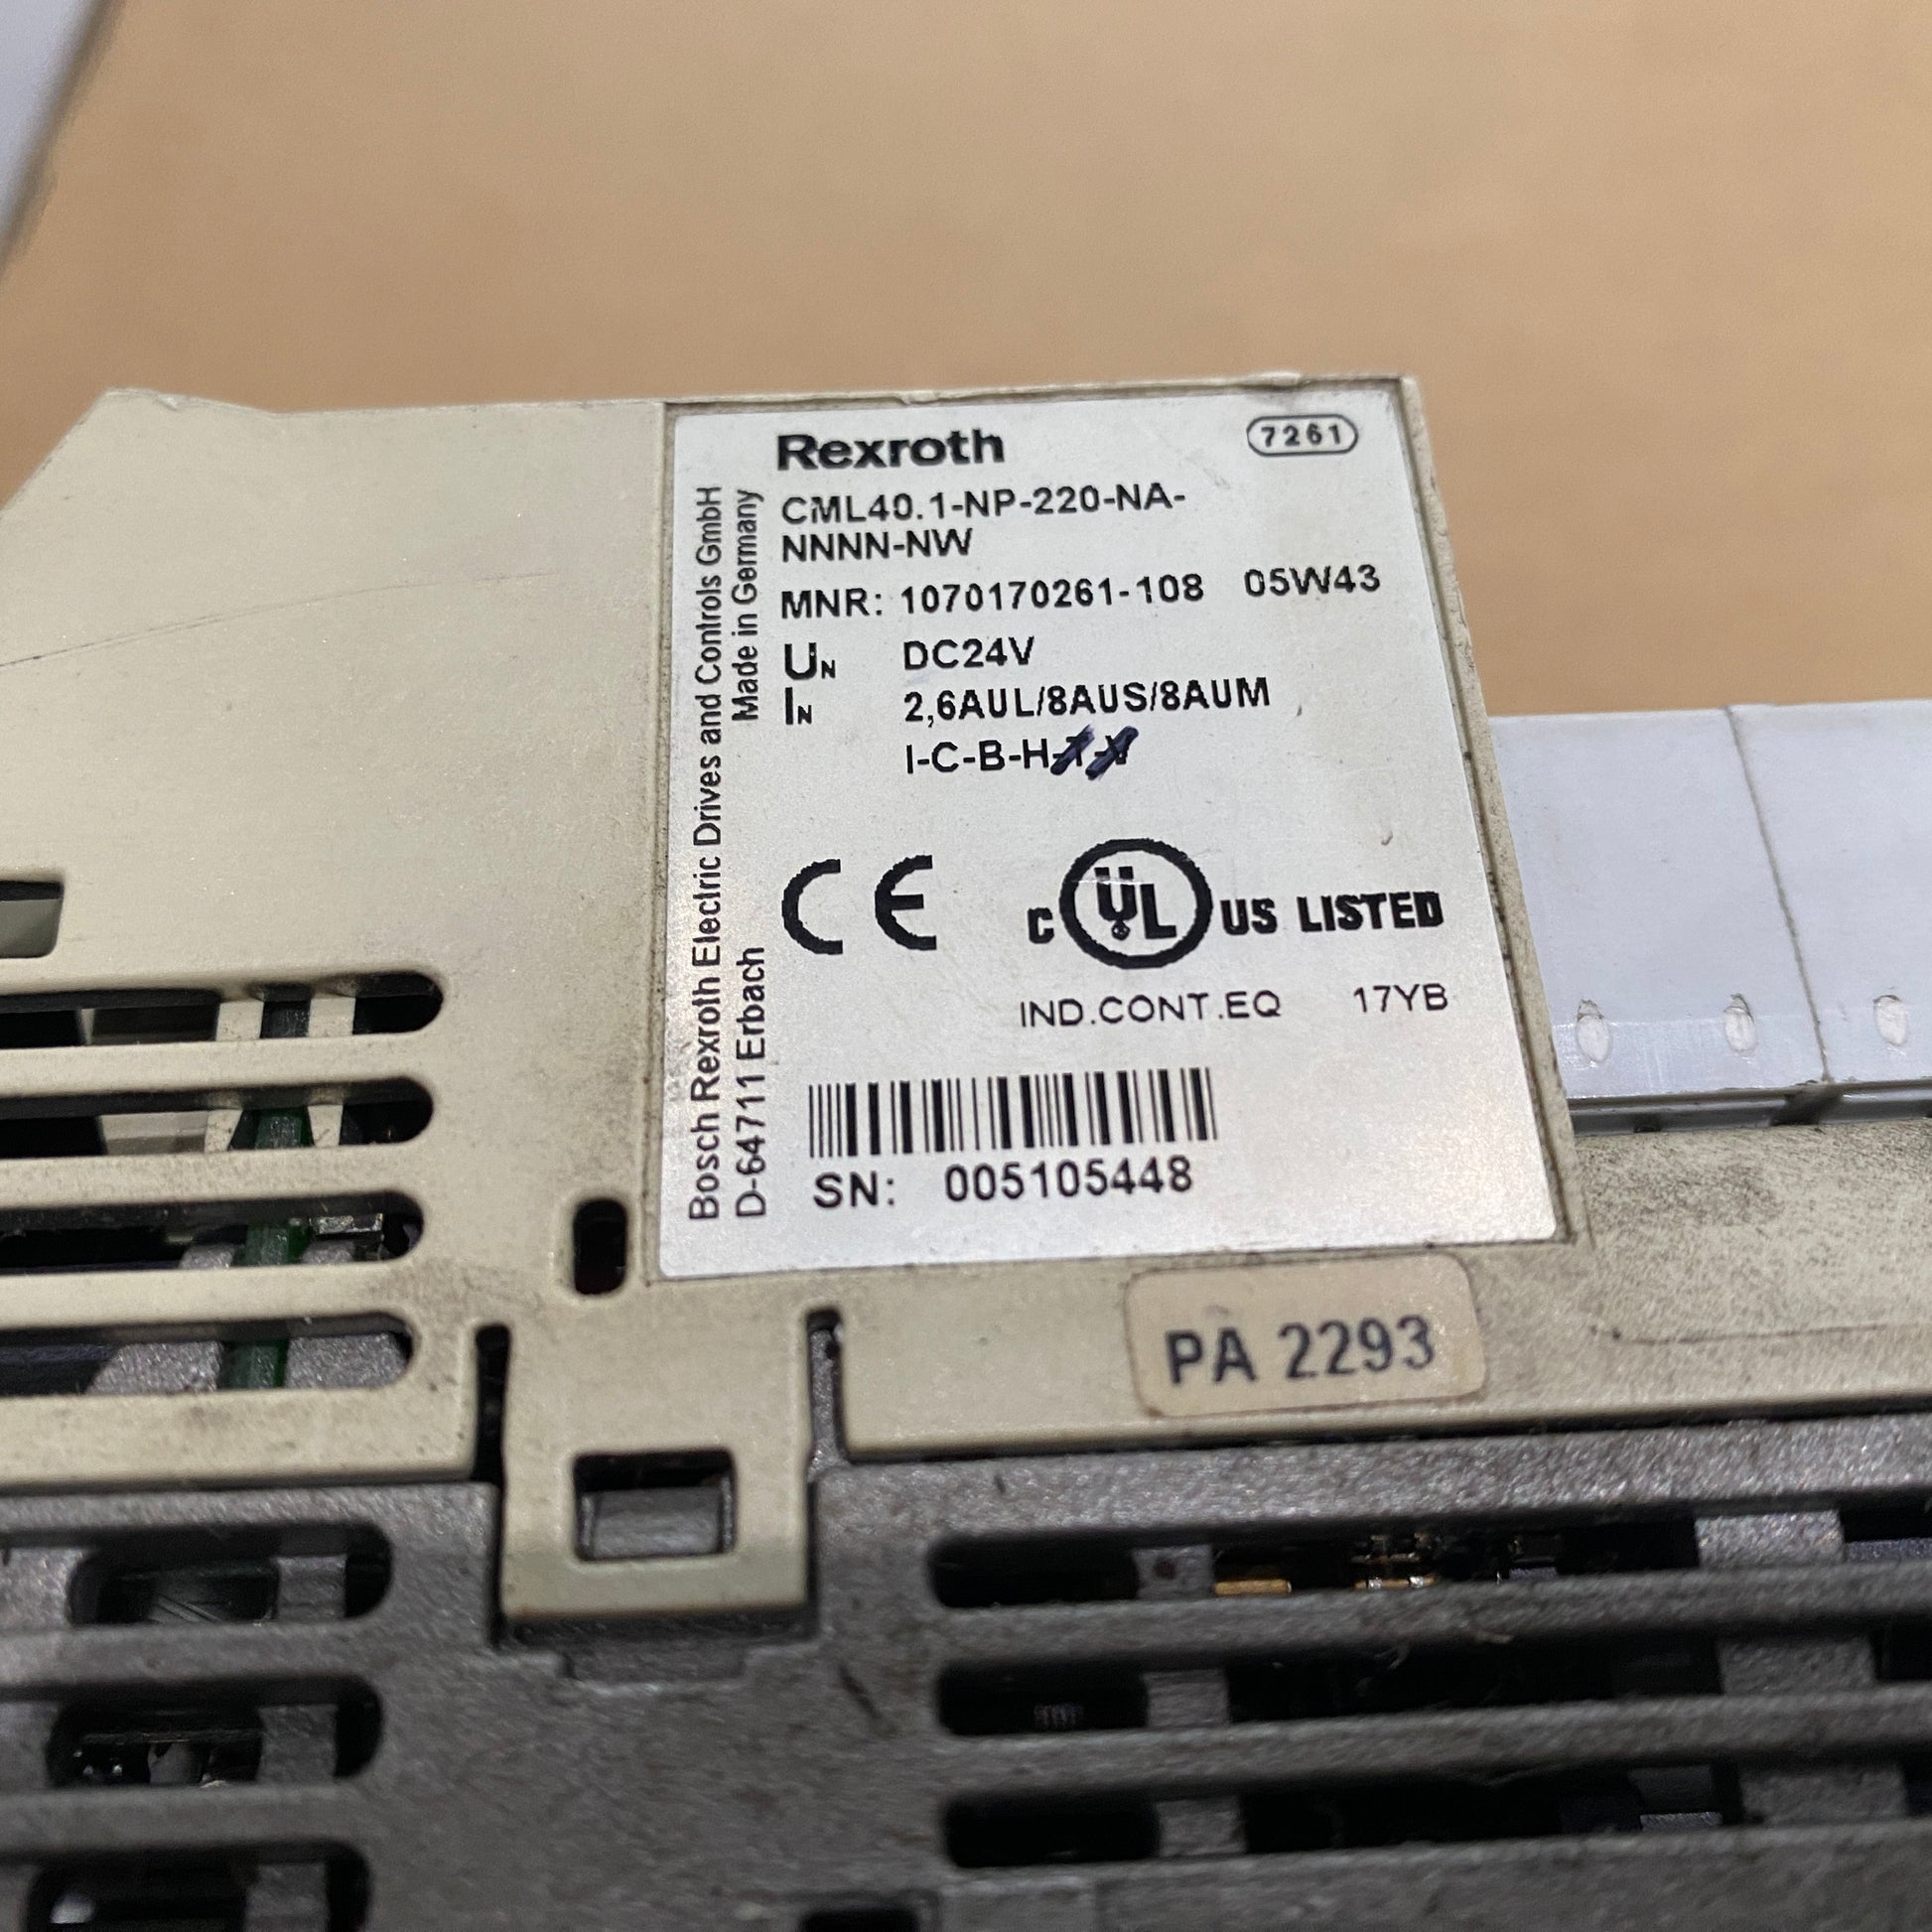 Rexroth
7261
CML40.1-NP-220-NA-
NNNN-NW
MNR: 1070170261-108 05W43
UN DC24V
IN 2,6AUL/8AUS/8AUM
I-C-B-H-T-V
CE
C UL US LISTED
IND.CONT.EQ 17YB
SN: 005105448
Bosch Rexroth Electric Drives and Controls GmbH
D-64711 Erbach Made in Germany
PA 2293